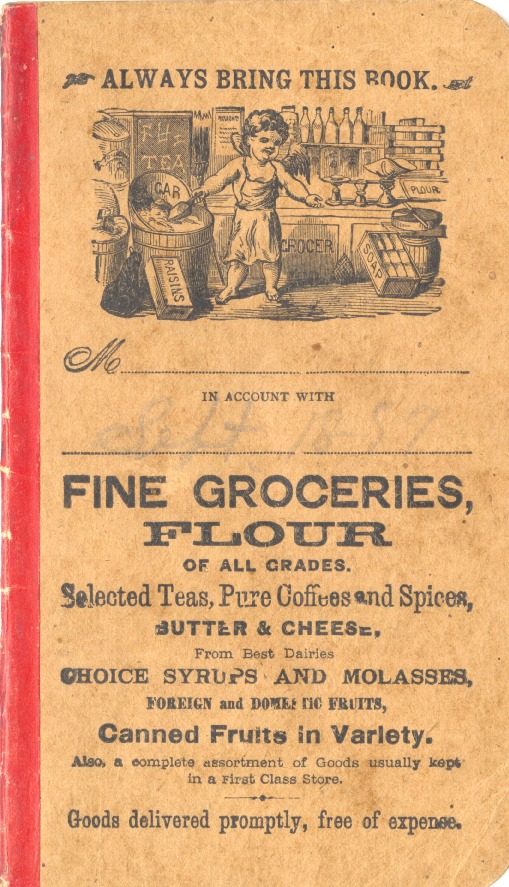 ALWAYS BRING THIS BOOK.
TEA
GAR
FLOUR
GROCER
RAISINS
SOAP
M
IN ACCOUNT WITH
Sept
FINE GROCERIES,
FLOUR
OF ALL GRADES.
Selected Teas, Pure Coffees and Spices,
BUTTER & CHEESE,
From Best Dairies
CHOICE SYRUPS AND MOLASSES,
FOREIGN and DOMESTIC FRUITS,
Canned Fruits in Variety.
Also, a complete assortment of Goods usually kept
in a First Class Store.
Goods delivered promptly, free of expense.